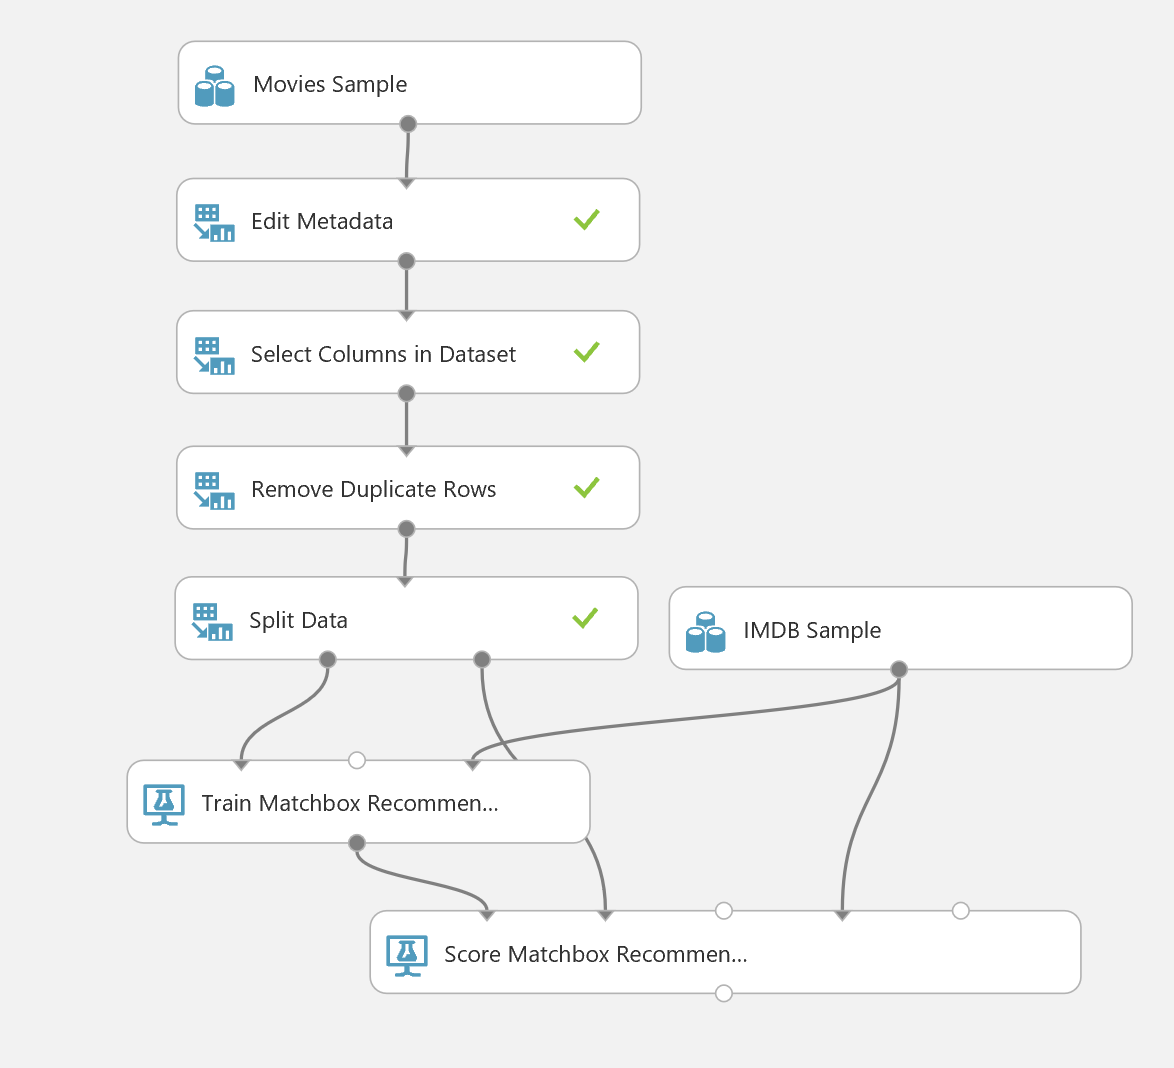 Movies Sample
Edit Metadata
Select Columns in Dataset
Remove Duplicate Rows
Split Data
IMDB Sample
Train Matchbox Recommen...
Score Matchbox Recommen...